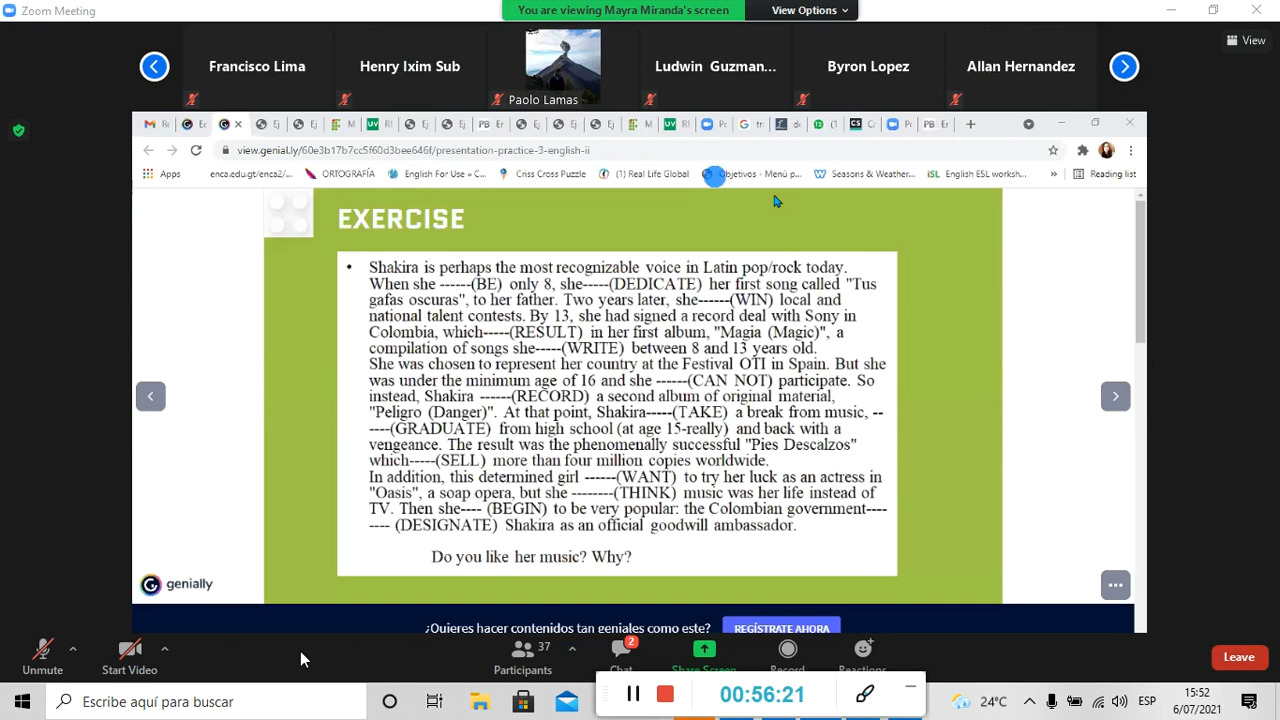 Zoom Meeting
You are viewing Mayra Miranda's screen
View Options
View
Francisco Lima
Henry Ixim Sub
Paolo Lamas
Ludwin Guzman...
Byron Lopez
Allan Hernandez
view.genial.ly/60e3b17b7cc5f60d3bee646f/presentation-practice-3-english-ii
Apps
enca.edu.gt/enca2/...
ORTOGRAFÍA
English For Use » C...
Criss Cross Puzzle
(1) Real Life Global
Objetivos - Menú p...
Seasons & Weather...
English ESL worksh...
»
Reading list
EXERCISE
• Shakira is perhaps the most recognizable voice in Latin pop/rock today.
When she ------(BE) only 8, she-----(DEDICATE) her first song called "Tus
gafas oscuras", to her father. Two years later, she------(WIN) local and
national talent contests. By 13, she had signed a record deal with Sony in
Colombia, which-----(RESULT) in her first album, "Magia (Magic)", a
compilation of songs she-----(WRITE) between 8 and 13 years old.
She was chosen to represent her country at the Festival OTI in Spain. But she
was under the minimum age of 16 and she ------(CAN NOT) participate. So
instead, Shakira ------(RECORD) a second album of original material,
"Peligro (Danger)". At that point, Shakira-----(TAKE) a break from music, --
----(GRADUATE) from high school (at age 15-really) and back with a
vengeance. The result was the phenomenally successful "Pies Descalzos"
which-----(SELL) more than four million copies worldwide.
In addition, this determined girl ------(WANT) to try her luck as an actress in
"Oasis", a soap opera, but she --------(THINK) music was her life instead of
TV. Then she---- (BEGIN) to be very popular: the Colombian government----
---- (DESIGNATE) Shakira as an official goodwill ambassador.
Do you like her music? Why?
genially
¿Quieres hacer contenidos tan geniales como este?
REGÍSTRATE AHORA
Unmute
Start Video
37
Participants
2
Chat
Share Screen
Record
Reactions
Leave
Escribe aquí para buscar
00:56:21
24°C
ESP
15:52
6/07/2021